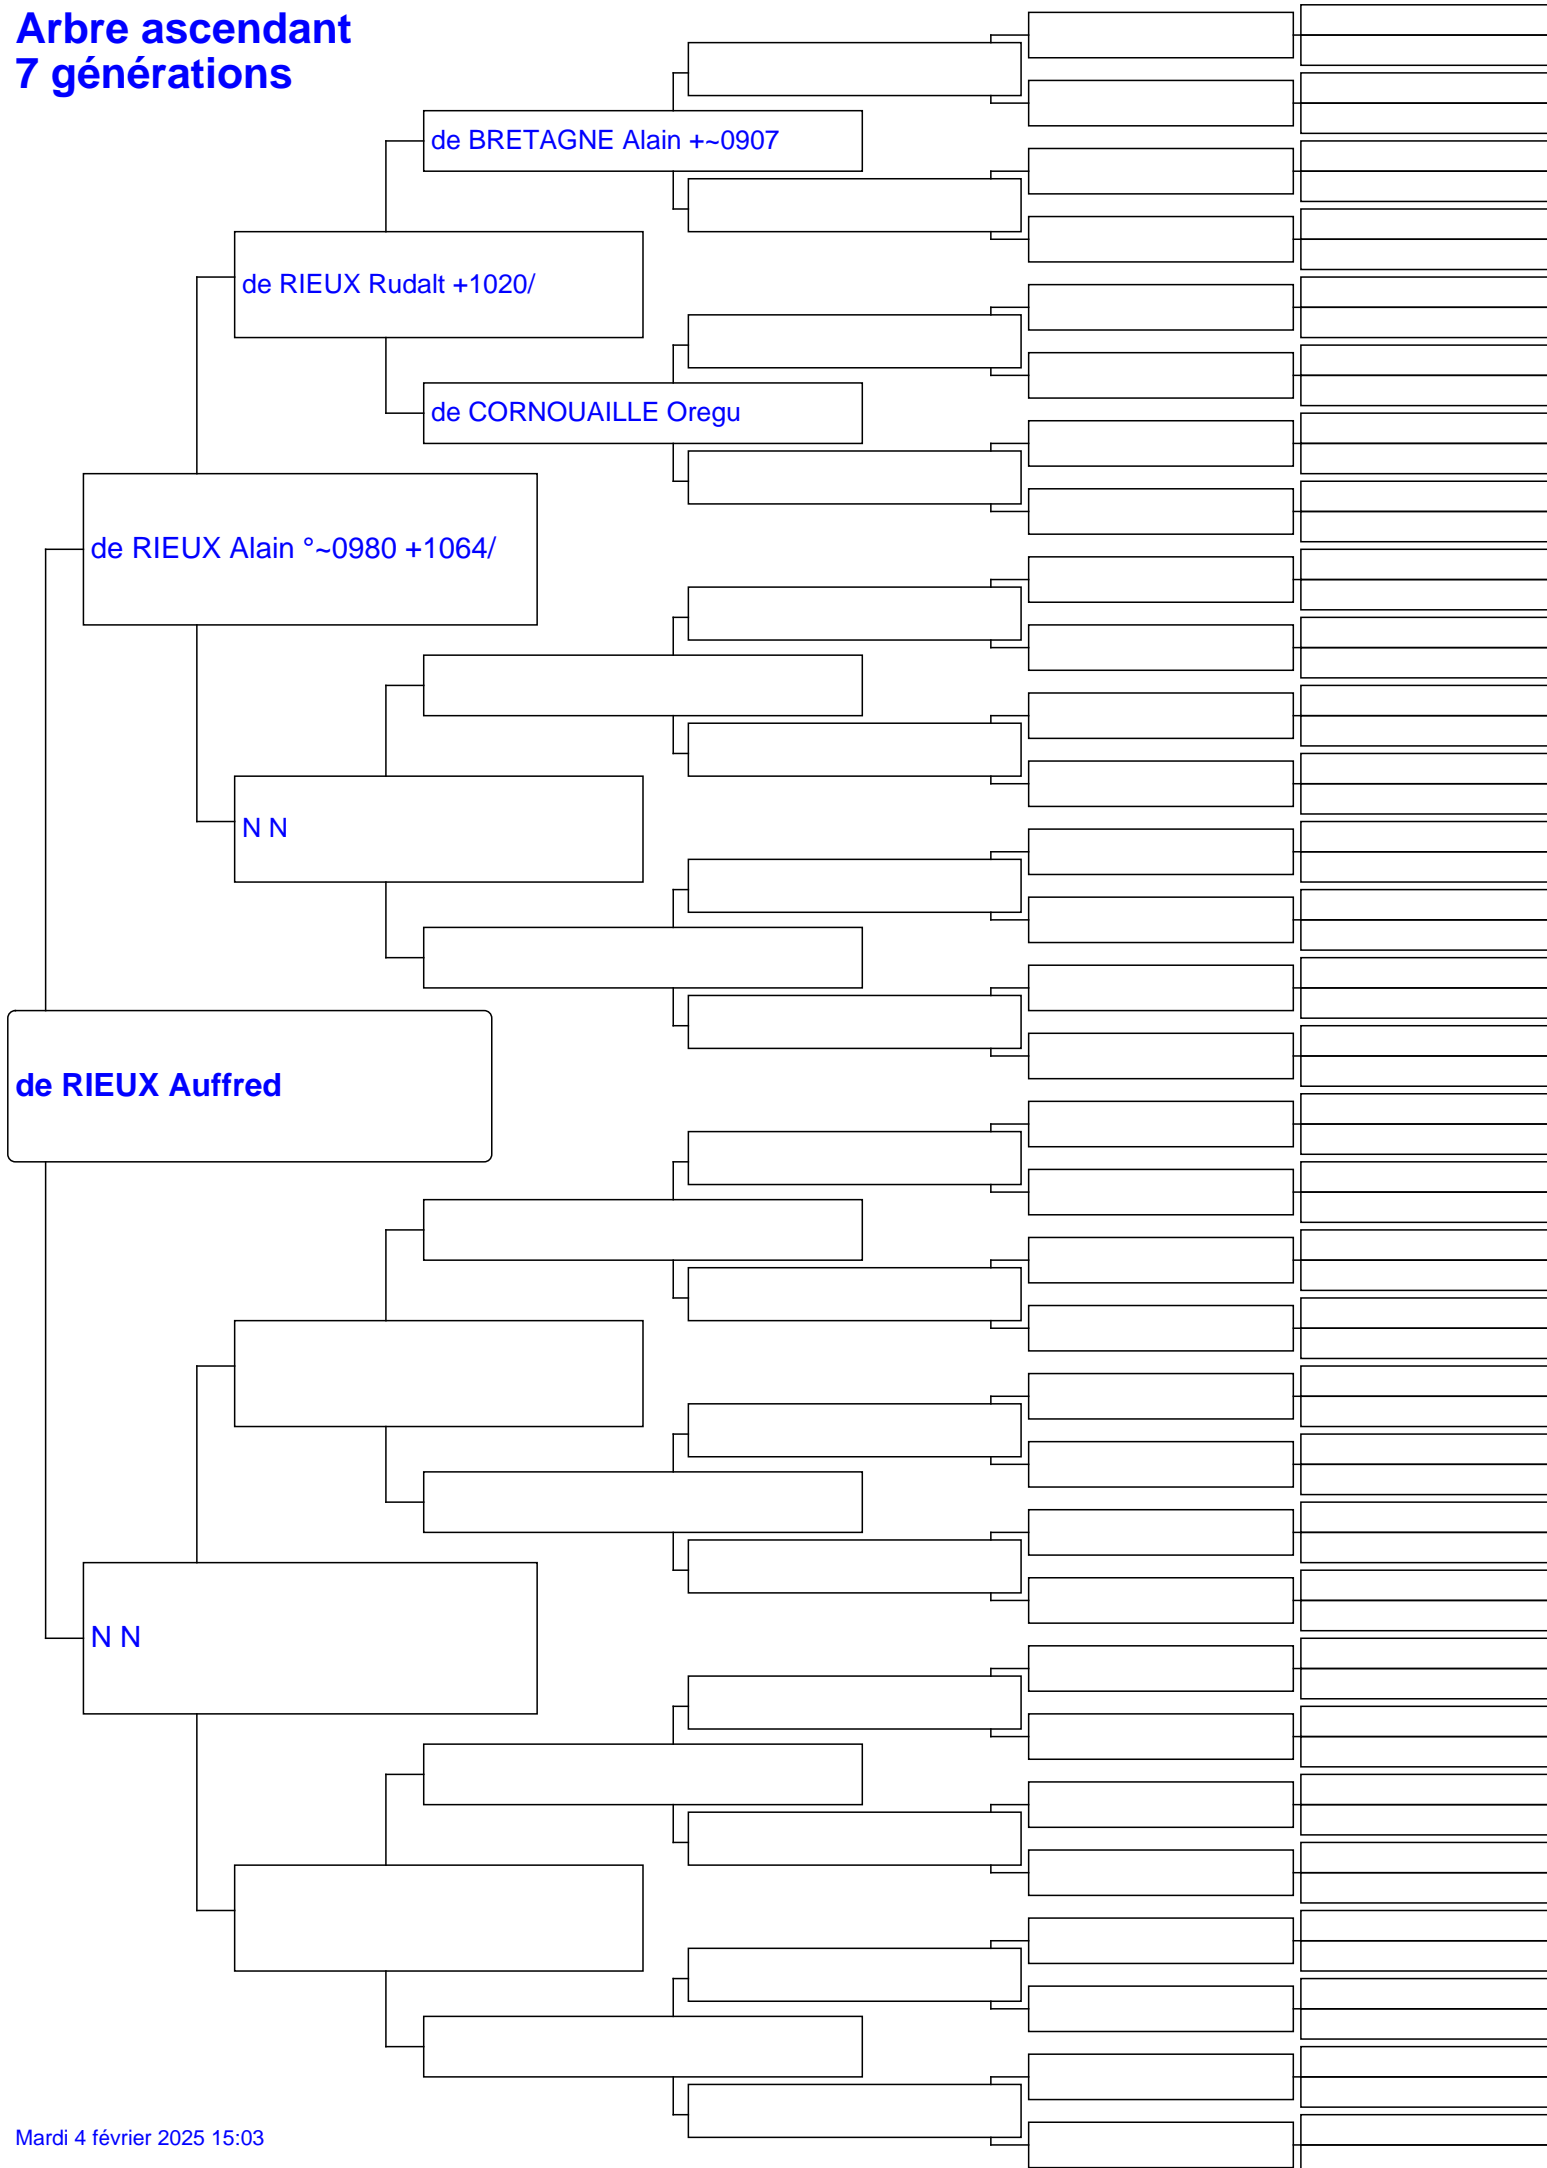 Arbre ascendant
7 générations
de BRETAGNE Alain +~0907
de RIEUX Rudalt +1020/
de CORNOUAILLE Oregu
de RIEUX Alain °~0980 +1064/
N N
de RIEUX Auffred
N N
Mardi 4 février 2025 15:03